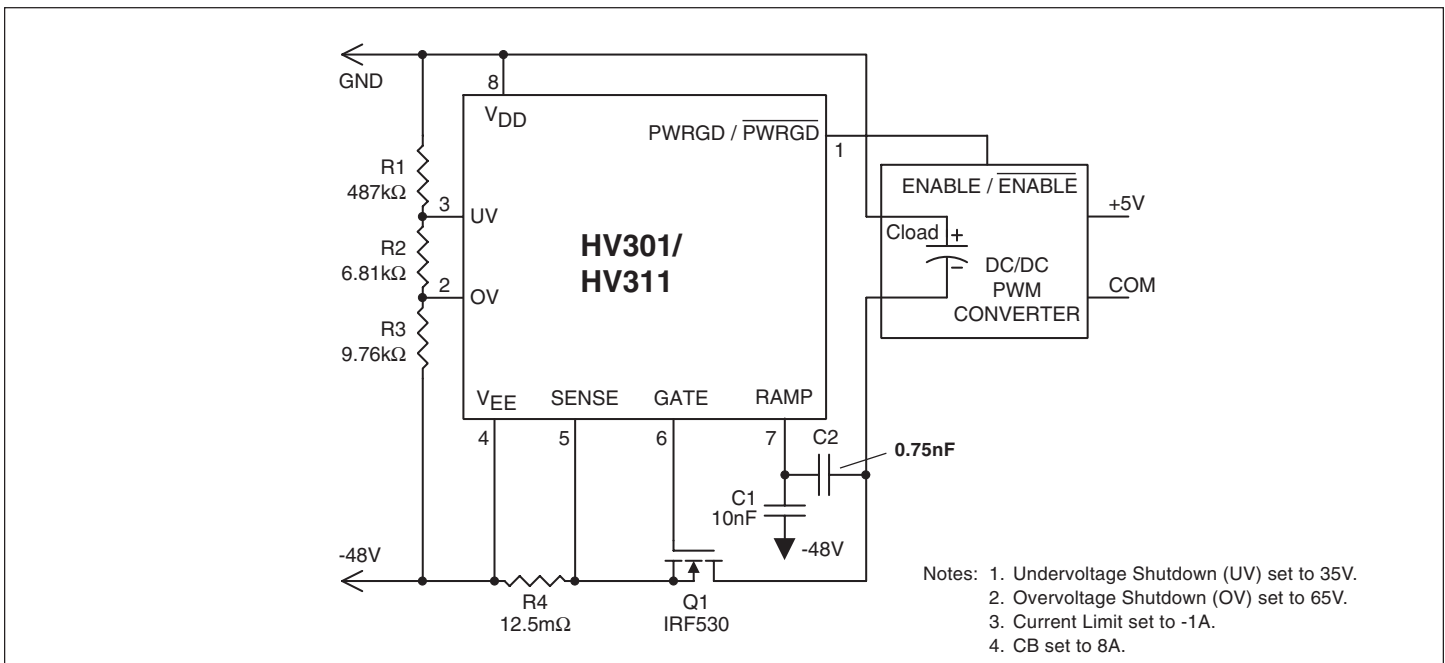 GND
8
VDD
PWRGD / PWRGD
1
R1
487kΩ
3
UV
R2
6.81kΩ
2
OV
R3
9.76kΩ
HV301/
HV311
ENABLE / ENABLE
+5V
Cload
+
–
DC/DC
PWM
CONVERTER
COM
VEE
SENSE
GATE
RAMP
4
5
6
7
C2
0.75nF
C1
10nF
-48V
-48V
R4
12.5mΩ
Q1
IRF530
Notes: 1. Undervoltage Shutdown (UV) set to 35V.
2. Overvoltage Shutdown (OV) set to 65V.
3. Current Limit set to -1A.
4. CB set to 8A.